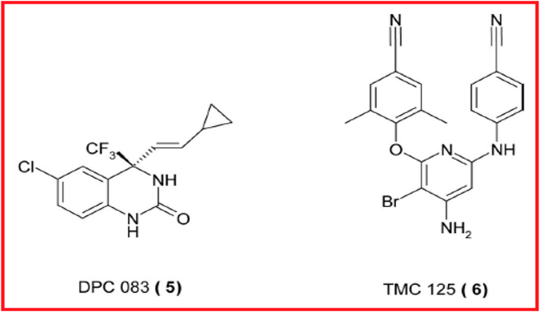 CF3
Cl
NH
N
H
O
DPC 083 ( 5)
N
N
O
N
NH
Br
NH2
TMC 125 ( 6)